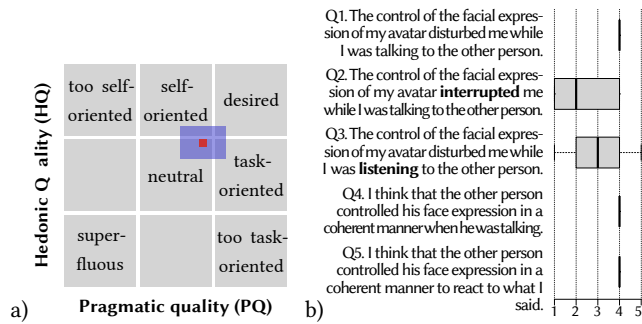 a)
Hedonic Q ality (HQ)
too self-
oriented
self-
oriented
desired
neutral
task-
oriented
super-
fluous
too task-
oriented
Pragmatic quality (PQ)
b)
Q1. The control of the facial expres-
sion of my avatar disturbed me while
I was talking to the other person.
Q2. The control of the facial expres-
sion of my avatar interrupted me
while I was talking to the other person.
Q3. The control of the facial expres-
sion of my avatar disturbed me while
I was listening to the other person.
Q4. I think that the other person
controlled his face expression in a
coherent manner when he was talking.
Q5. I think that the other person
controlled his face expression in a
coherent manner to react to what I
said.
1 2 3 4 5